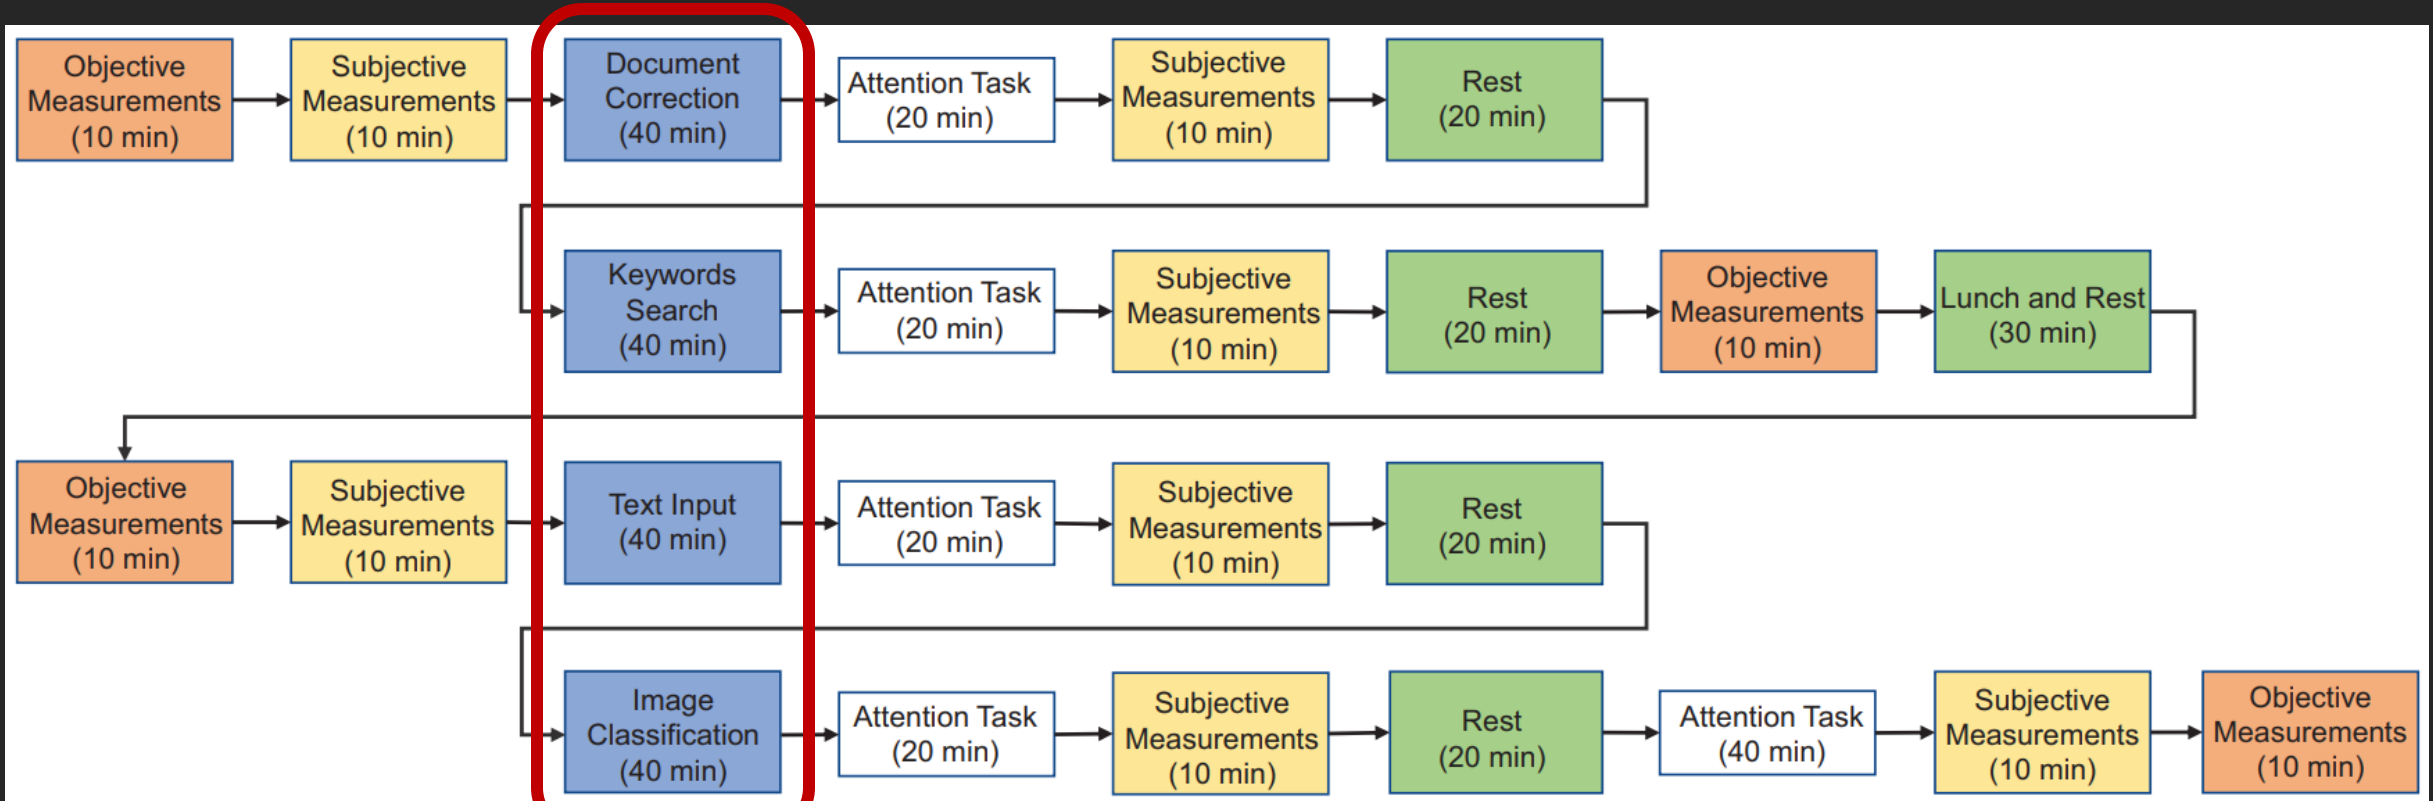 Objective
Measurements
(10 min)
Subjective
Measurements
(10 min)
Document
Correction
(40 min)
Attention Task
(20 min)
Subjective
Measurements
(10 min)
Rest
(20 min)
Keywords
Search
(40 min)
Attention Task
(20 min)
Subjective
Measurements
(10 min)
Rest
(20 min)
Objective
Measurements
(10 min)
Lunch and Rest
(30 min)
Objective
Measurements
(10 min)
Subjective
Measurements
(10 min)
Text Input
(40 min)
Attention Task
(20 min)
Subjective
Measurements
(10 min)
Rest
(20 min)
Image
Classification
(40 min)
Attention Task
(20 min)
Subjective
Measurements
(10 min)
Rest
(20 min)
Attention Task
(40 min)
Subjective
Measurements
(10 min)
Objective
Measurements
(10 min)